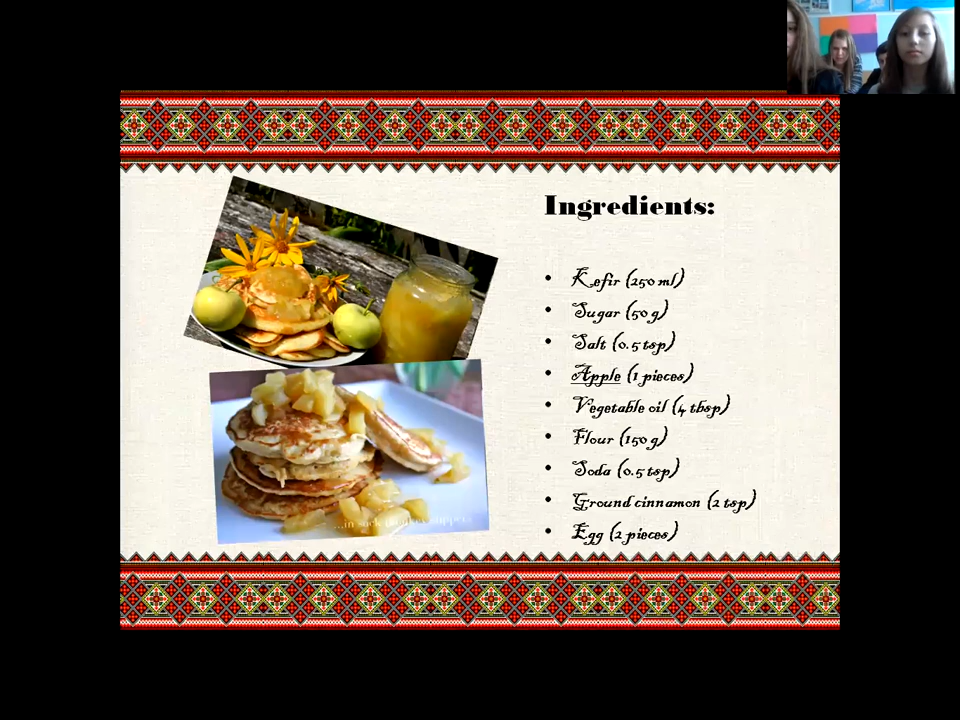 Ingredients:
• Kefir (250 ml)
• Sugar (50 g)
• Salt (0.5 tsp)
• Apple (1 pieces)
• Vegetable oil (4 tbsp)
• Flour (150 g)
• Soda (0.5 tsp)
• Ground cinnamon (2 tsp)
• Egg (2 pieces)